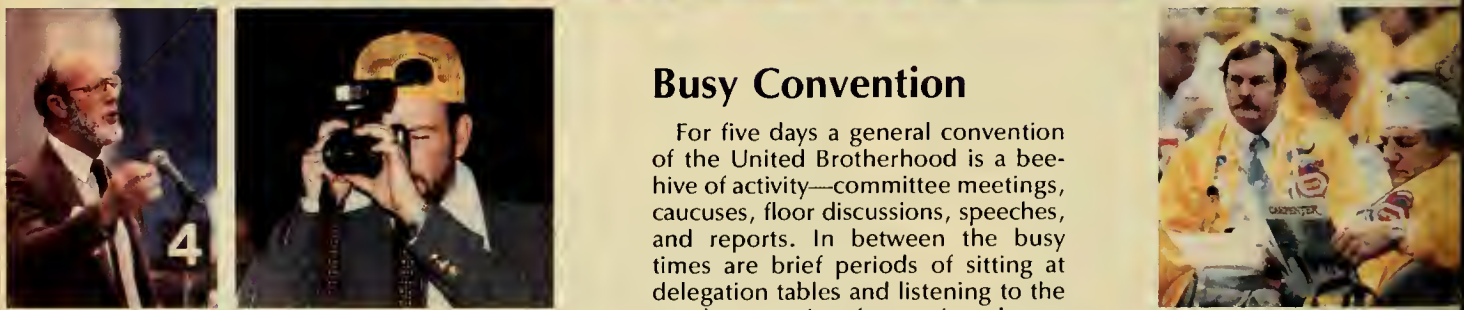 4
Busy Convention
For five days a general convention
of the United Brotherhood is a bee-
hive of activity—committee meetings,
caucuses, floor discussions, speeches,
and reports. In between the busy
times are brief periods of sitting at
delegation tables and listening to the
CARPENTER